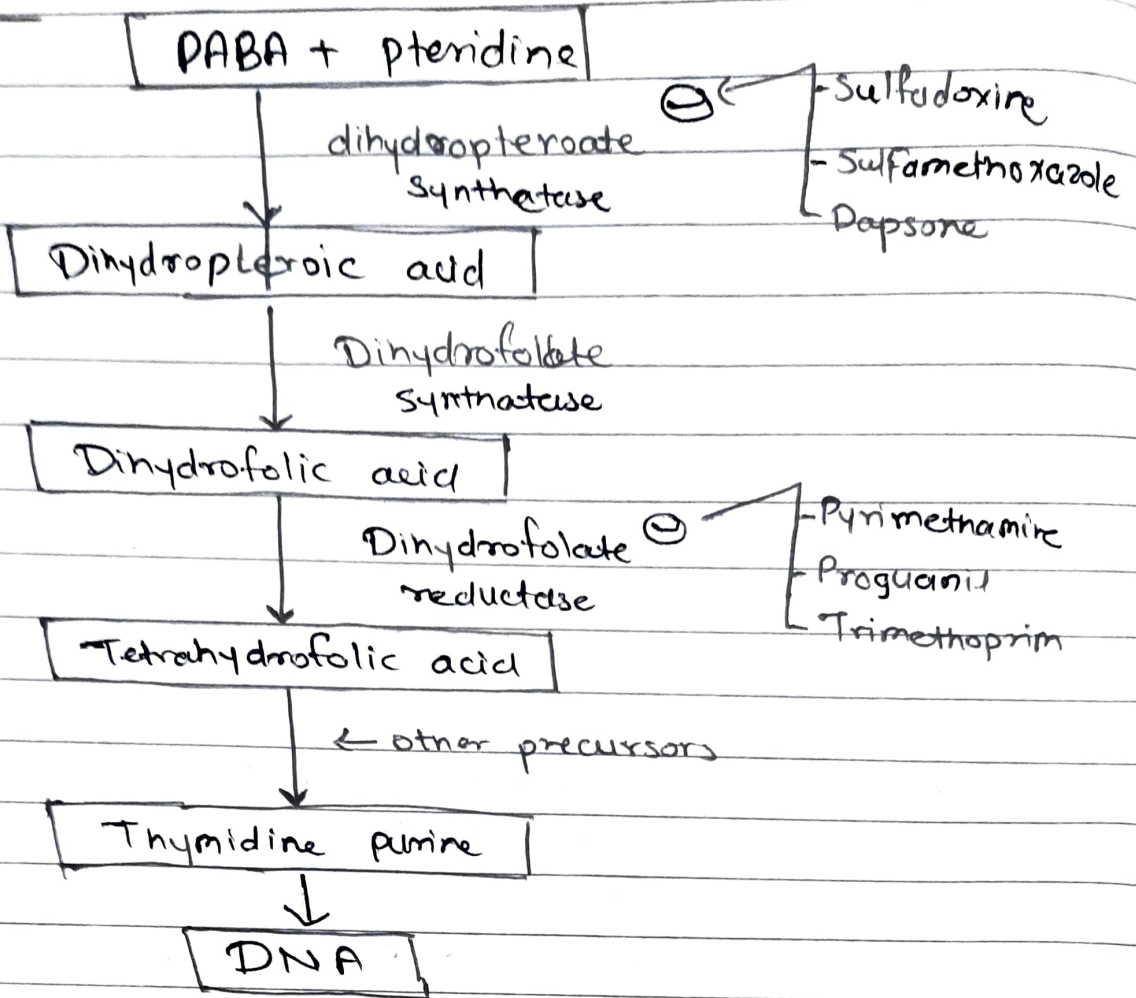 PABA + pteridine
⊖ ← - Sulfadoxine
dihydropteroate
synthatase
- Sulfamethoxazole
- Dapsone
Dihydropteroic acid
Dihydrofolate
synthatase
Dihydrofolic acid
Dihydrofolate ⊖
reductase
- Pyrimethamine
- Proguanil
- Trimethoprim
Tetrahydrofolic acid
← other precursors
Thymidine purine
DNA